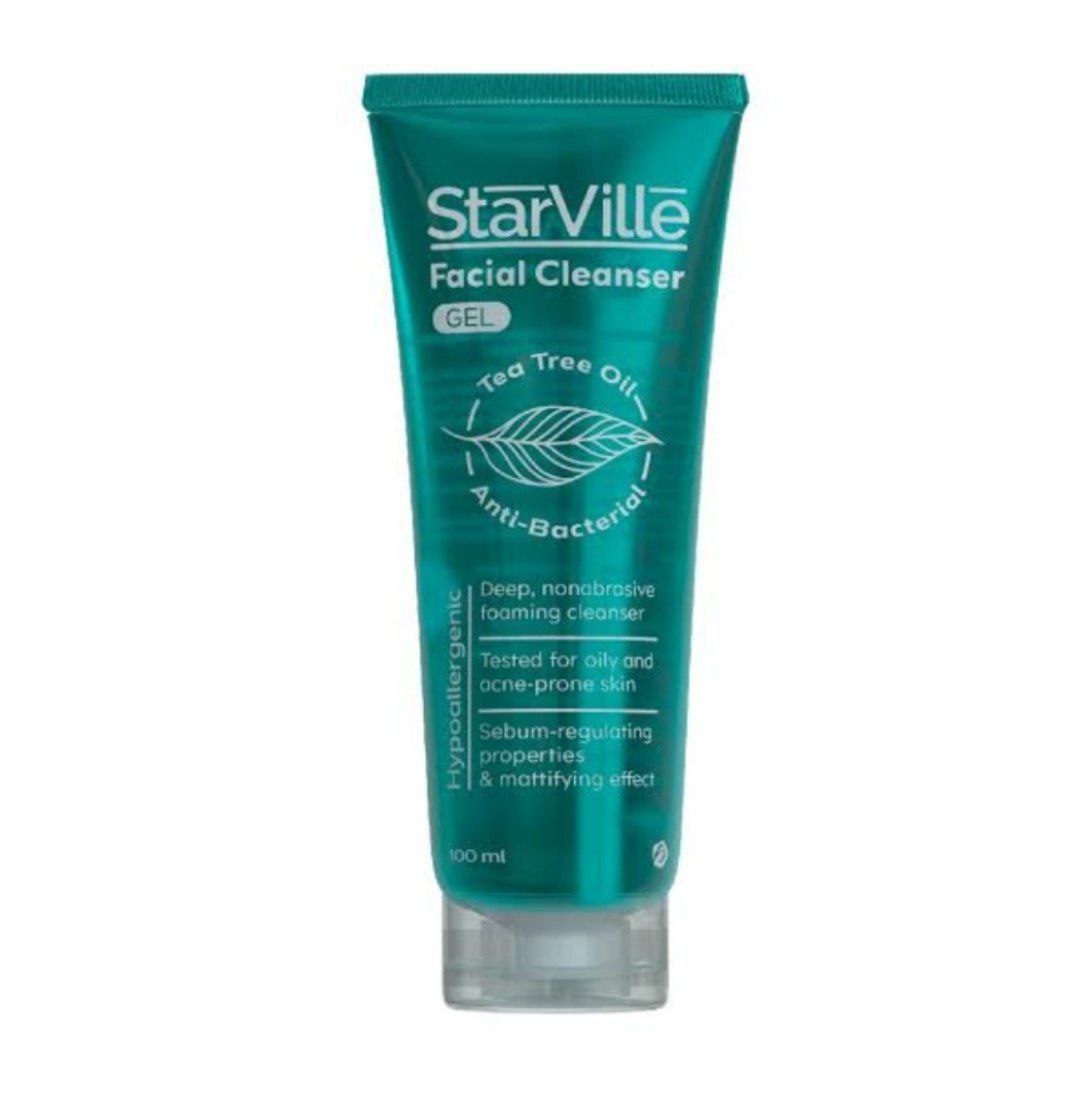 StarVille
Facial Cleanser
GEL
Tea Tree Oil
Anti-Bacterial
Hypoallergenic
Deep, nonabrasive
foaming cleanser
Tested for oily and
acne-prone skin
Sebum-regulating
properties
& mattifying effect
100 ml